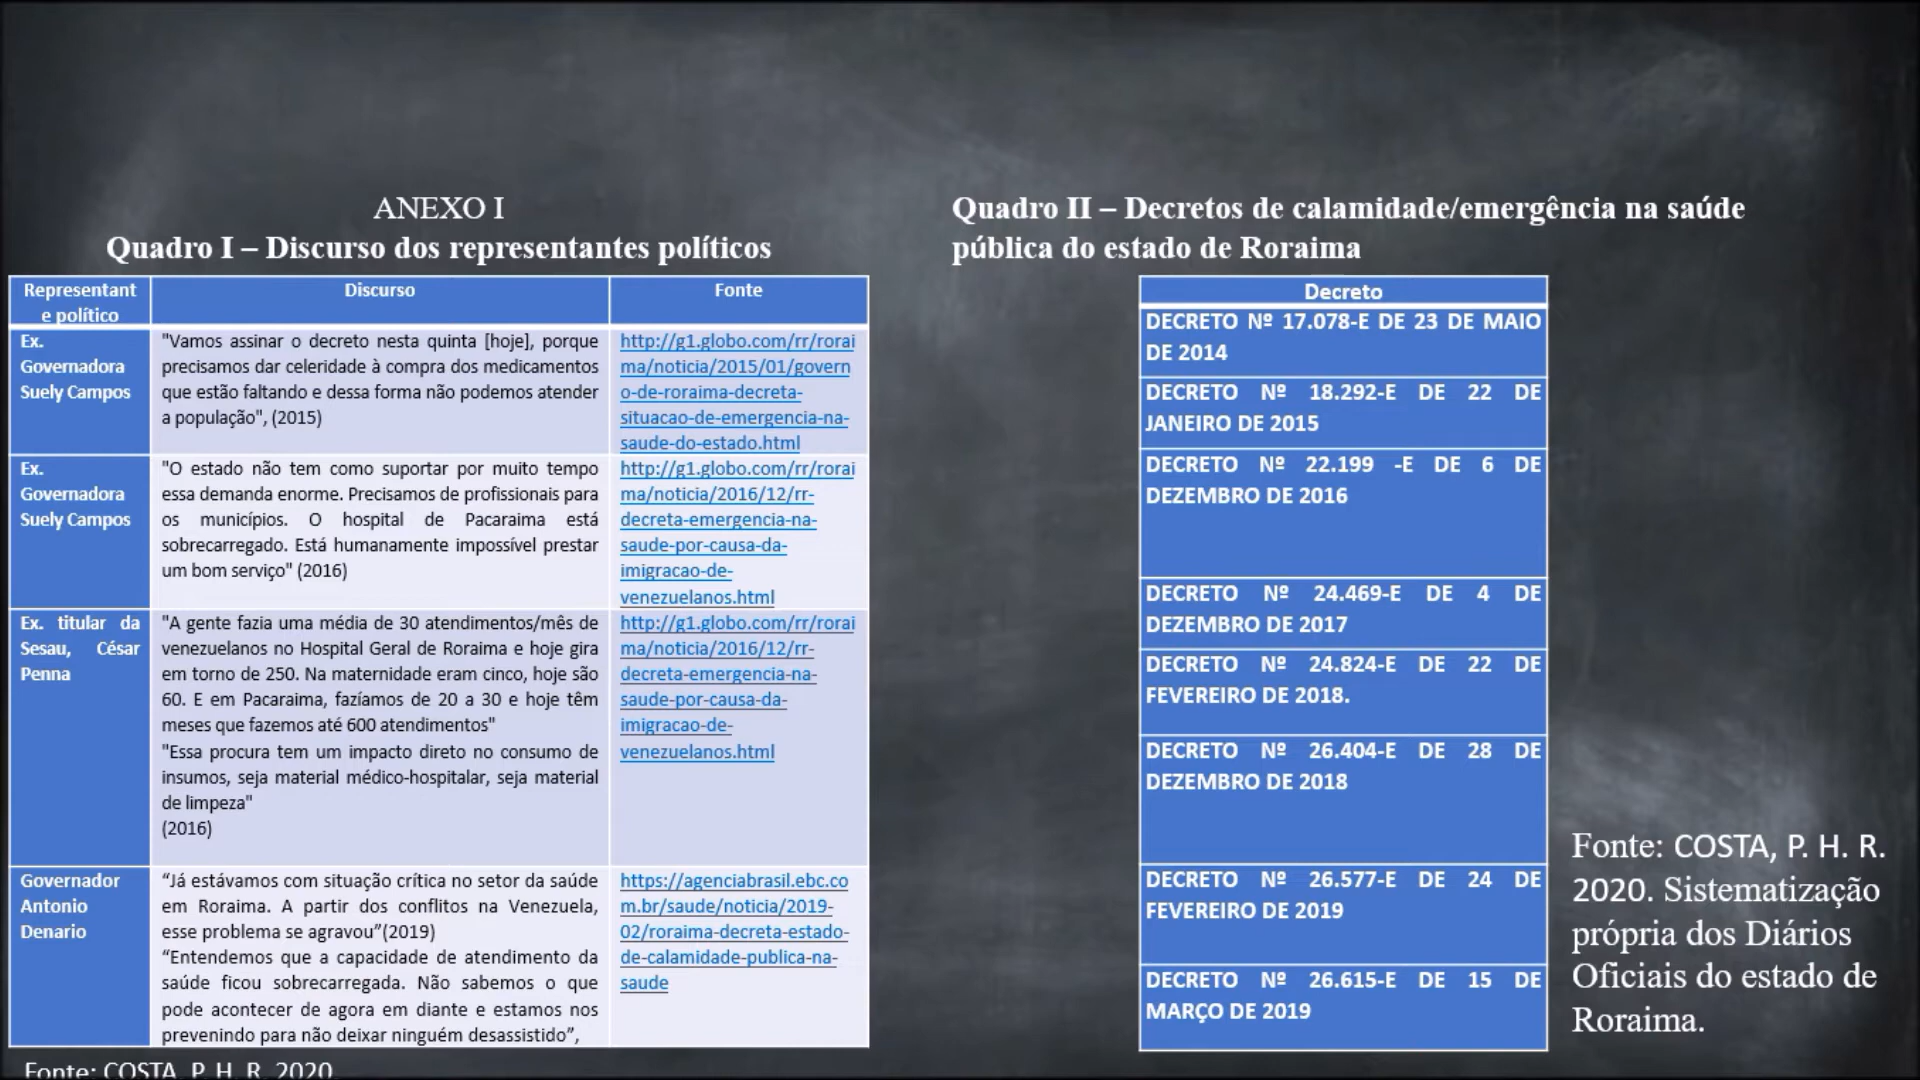 ANEXO I
Quadro I – Discurso dos representantes políticos
Representant
e político
Discurso
Fonte
Ex.
Governadora
Suely Campos
"Vamos assinar o decreto nesta quinta [hoje], porque
precisamos dar celeridade à compra dos medicamentos
que estão faltando e dessa forma não podemos atender
a população", (2015)
http://g1.globo.com/rr/rorai
ma/noticia/2015/01/govern
o-de-roraima-decreta-
situacao-de-emergencia-na-
saude-do-estado.html
Ex.
Governadora
Suely Campos
"O estado não tem como suportar por muito tempo
essa demanda enorme. Precisamos de profissionais para
os municípios. O hospital de Pacaraima está
sobrecarregado. Está humanamente impossível prestar
um bom serviço" (2016)
http://g1.globo.com/rr/rorai
ma/noticia/2016/12/rr-
decreta-emergencia-na-
saude-por-causa-da-
imigracao-de-
venezuelanos.html
Ex. titular da
Sesau, César
Penna
"A gente fazia uma média de 30 atendimentos/mês de
venezuelanos no Hospital Geral de Roraima e hoje gira
em torno de 250. Na maternidade eram cinco, hoje são
60. E em Pacaraima, fazíamos de 20 a 30 e hoje têm
meses que fazemos até 600 atendimentos"
"Essa procura tem um impacto direto no consumo de
insumos, seja material médico-hospitalar, seja material
de limpeza"
(2016)
http://g1.globo.com/rr/rorai
ma/noticia/2016/12/rr-
decreta-emergencia-na-
saude-por-causa-da-
imigracao-de-
venezuelanos.html
Governador
Antonio
Denario
“Já estávamos com situação crítica no setor da saúde
em Roraima. A partir dos conflitos na Venezuela,
esse problema se agravou”(2019)
“Entendemos que a capacidade de atendimento da
saúde ficou sobrecarregada. Não sabemos o que
pode acontecer de agora em diante e estamos nos
prevenindo para não deixar ninguém desassistido”,
https://agenciabrasil.ebc.co
m.br/saude/noticia/2019-
02/roraima-decreta-estado-
de-calamidade-publica-na-
saude
Fonte: COSTA, P. H. R. 2020.
Quadro II – Decretos de calamidade/emergência na saúde
pública do estado de Roraima
Decreto
DECRETO Nº 17.078-E DE 23 DE MAIO
DE 2014
DECRETO Nº 18.292-E DE 22 DE
JANEIRO DE 2015
DECRETO Nº 22.199 -E DE 6 DE
DEZEMBRO DE 2016
DECRETO Nº 24.469-E DE 4 DE
DEZEMBRO DE 2017
DECRETO Nº 24.824-E DE 22 DE
FEVEREIRO DE 2018.
DECRETO Nº 26.404-E DE 28 DE
DEZEMBRO DE 2018
DECRETO Nº 26.577-E DE 24 DE
FEVEREIRO DE 2019
DECRETO Nº 26.615-E DE 15 DE
MARÇO DE 2019
Fonte: COSTA, P. H. R.
2020. Sistematização
própria dos Diários
Oficiais do estado de
Roraima.